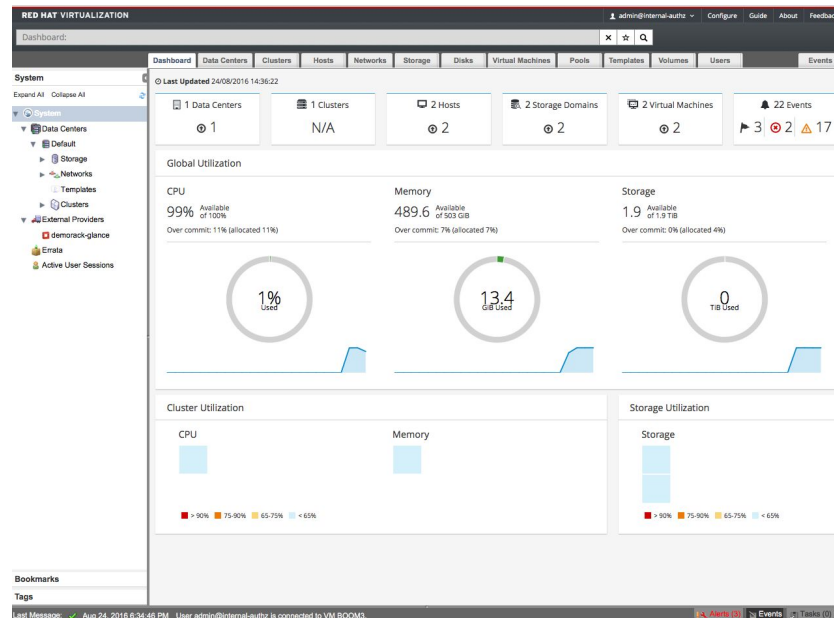 RED HAT VIRTUALIZATION
admin@internal-authz
Configure
Guide
About
Feedbac
Dashboard:
Dashboard
Data Centers
Clusters
Hosts
Networks
Storage
Disks
Virtual Machines
Pools
Templates
Volumes
Users
Events
System
Expand All Collapse All
System
Data Centers
Default
Storage
Networks
Templates
Clusters
External Providers
demorack-glance
Errata
Active User Sessions
Bookmarks
Tags
Last Updated 24/08/2016 14:36:22
1 Data Centers
1
1 Clusters
N/A
2 Hosts
2
2 Storage Domains
2
2 Virtual Machines
2
22 Events
3 2 17
Global Utilization
CPU
99% Available of 100%
Over commit: 11% (allocated 11%)
1%
Used
Memory
489.6 Available of 503 GiB
Over commit: 7% (allocated 7%)
13.4
GiB Used
Storage
1.9 Available of 1.9 TiB
Over commit: 0% (allocated 4%)
0
TiB Used
Cluster Utilization
CPU
Memory
> 90% 75-90% 65-75% < 65%
Storage Utilization
Storage
> 90% 75-90% 65-75% < 65%
Last Message: Aug 24, 2016 6:34:46 PM User admin@internal-authz is connected to VM BOOM3.
Alerts (3)
Events
Tasks (0)